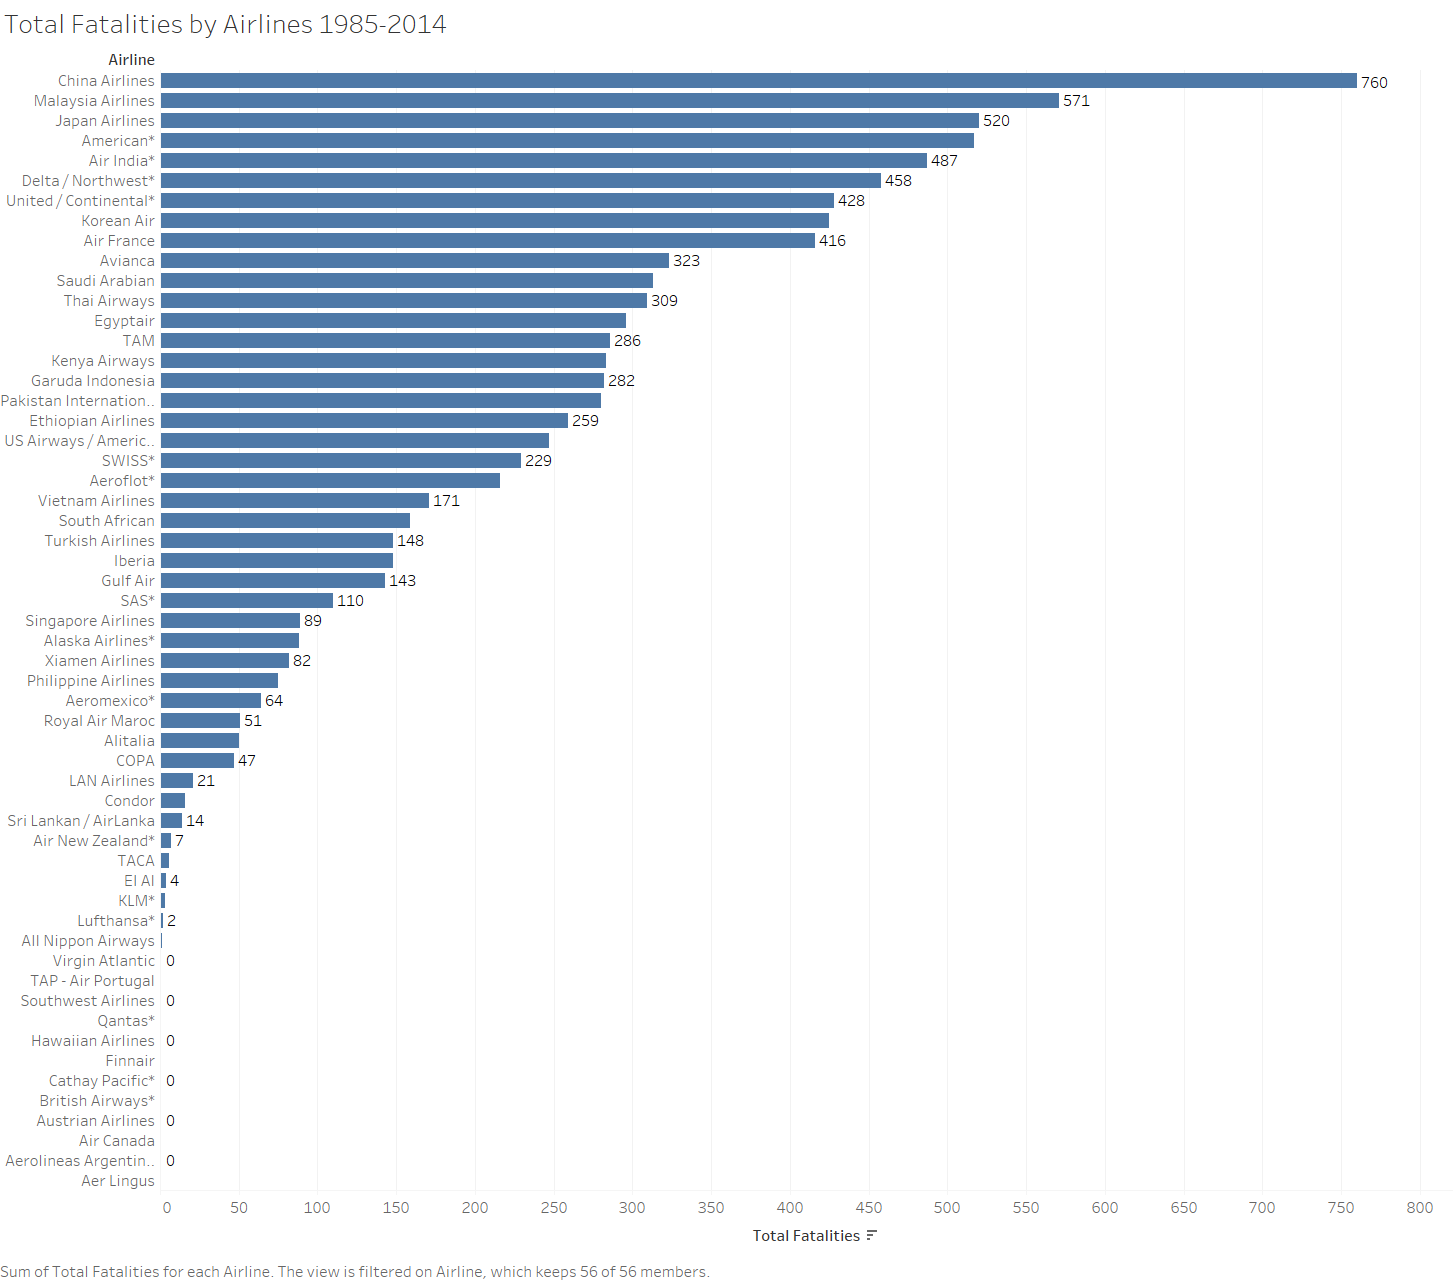 Total Fatalities by Airlines 1985-2014
Airline
China Airlines 760
Malaysia Airlines 571
Japan Airlines 520
American*
Air India* 487
Delta / Northwest* 458
United / Continental* 428
Korean Air
Air France 416
Avianca 323
Saudi Arabian
Thai Airways 309
Egyptair
TAM 286
Kenya Airways
Garuda Indonesia 282
Pakistan Internation..
Ethiopian Airlines 259
US Airways / Americ..
SWISS* 229
Aeroflot*
Vietnam Airlines 171
South African
Turkish Airlines 148
Iberia
Gulf Air 143
SAS* 110
Singapore Airlines 89
Alaska Airlines*
Xiamen Airlines 82
Philippine Airlines
Aeromexico* 64
Royal Air Maroc 51
Alitalia
COPA 47
LAN Airlines 21
Condor
Sri Lankan / AirLanka 14
Air New Zealand* 7
TACA
El Al 4
KLM*
Lufthansa* 2
All Nippon Airways
Virgin Atlantic 0
TAP - Air Portugal
Southwest Airlines 0
Qantas*
Hawaiian Airlines 0
Finnair
Cathay Pacific* 0
British Airways*
Austrian Airlines 0
Air Canada
Aerolineas Argentin.. 0
Aer Lingus
0 50 100 150 200 250 300 350 400 450 500 550 600 650 700 750 800
Total Fatalities
Sum of Total Fatalities for each Airline. The view is filtered on Airline, which keeps 56 of 56 members.